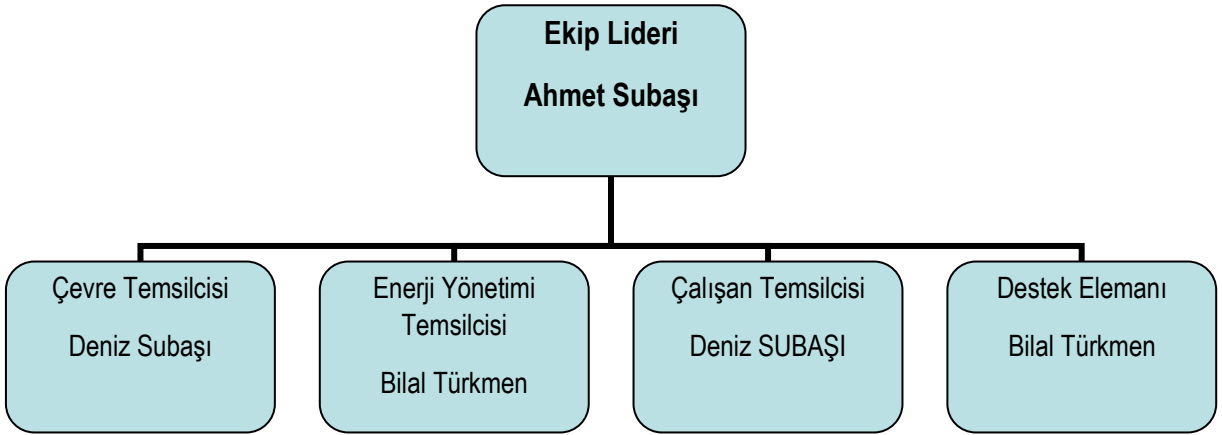 Ekip Lideri
Ahmet Subaşı
Çevre Temsilcisi
Deniz Subaşı
Enerji Yönetimi
Temsilcisi
Bilal Türkmen
Çalışan Temsilcisi
Deniz SUBAŞI
Destek Elemanı
Bilal Türkmen